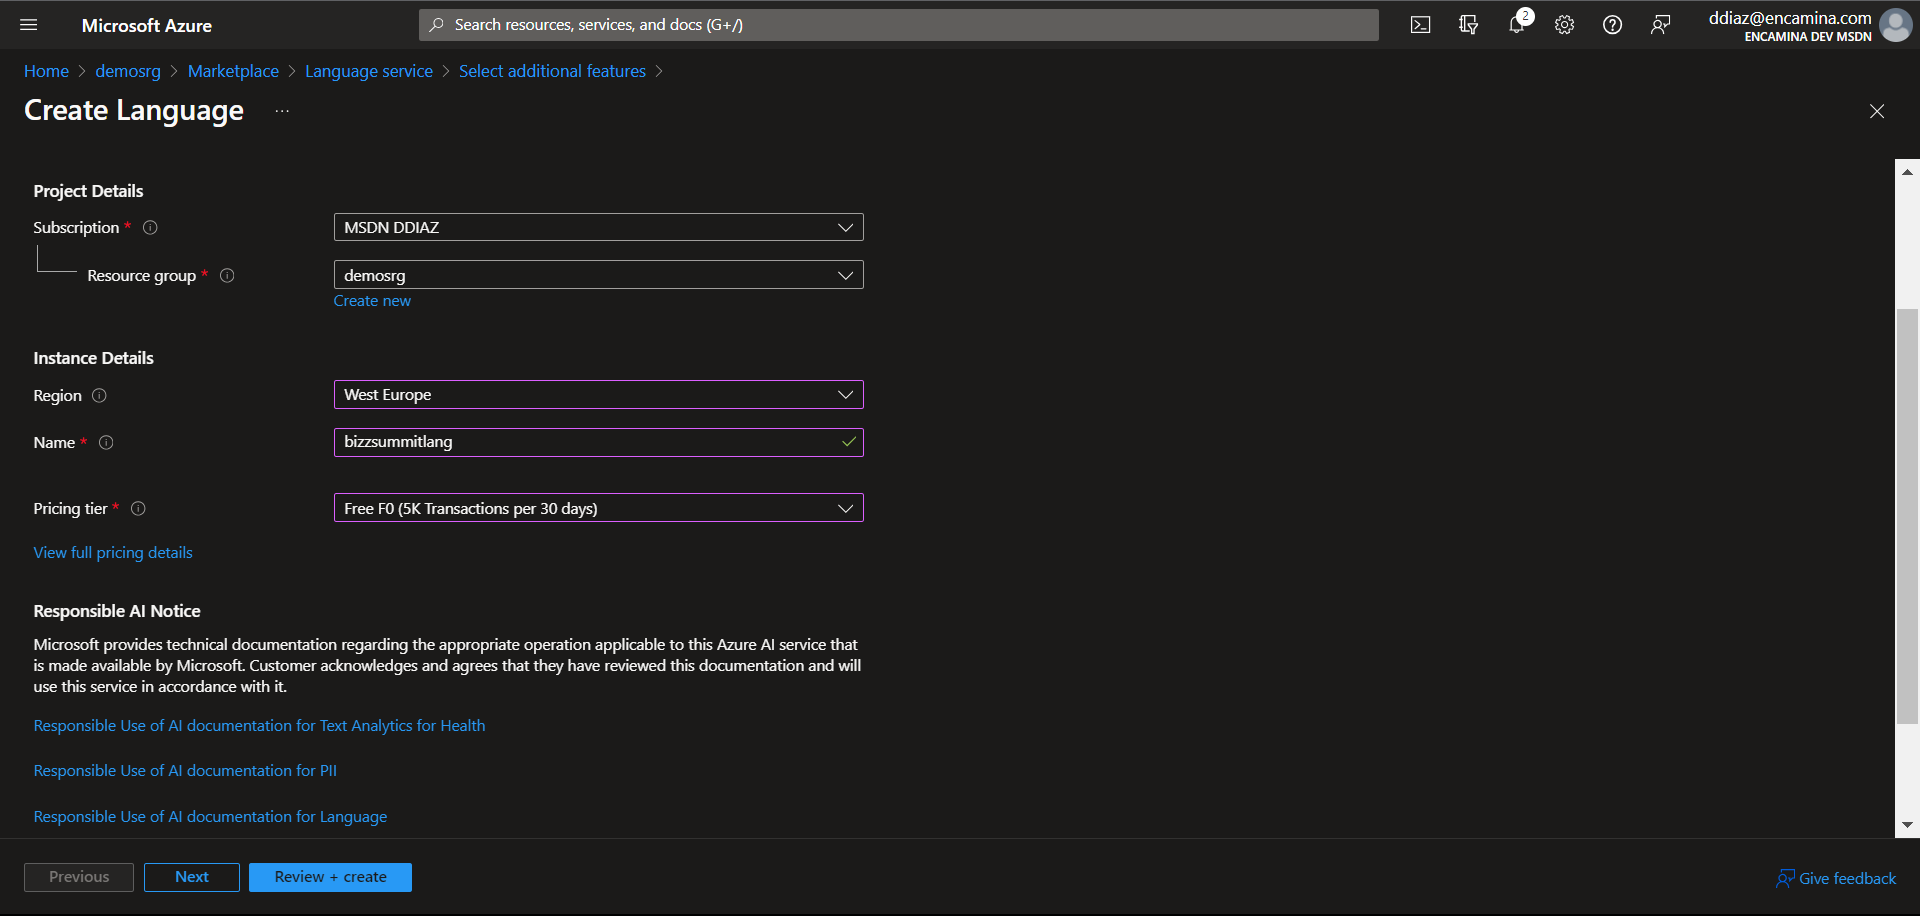 Microsoft Azure
Search resources, services, and docs (G+/)
2
ddiaz@encamina.com
ENCAMINA DEV MSDN
Home > demosrg > Marketplace > Language service > Select additional features >
Create Language ...
Project Details
Subscription *
MSDN DDIAZ
Resource group *
demosrg
Create new
Instance Details
Region
West Europe
Name *
bizzsummitlang
Pricing tier *
Free F0 (5K Transactions per 30 days)
View full pricing details
Responsible AI Notice
Microsoft provides technical documentation regarding the appropriate operation applicable to this Azure AI service that
is made available by Microsoft. Customer acknowledges and agrees that they have reviewed this documentation and will
use this service in accordance with it.
Responsible Use of AI documentation for Text Analytics for Health
Responsible Use of AI documentation for PII
Responsible Use of AI documentation for Language
Previous
Next
Review + create
Give feedback